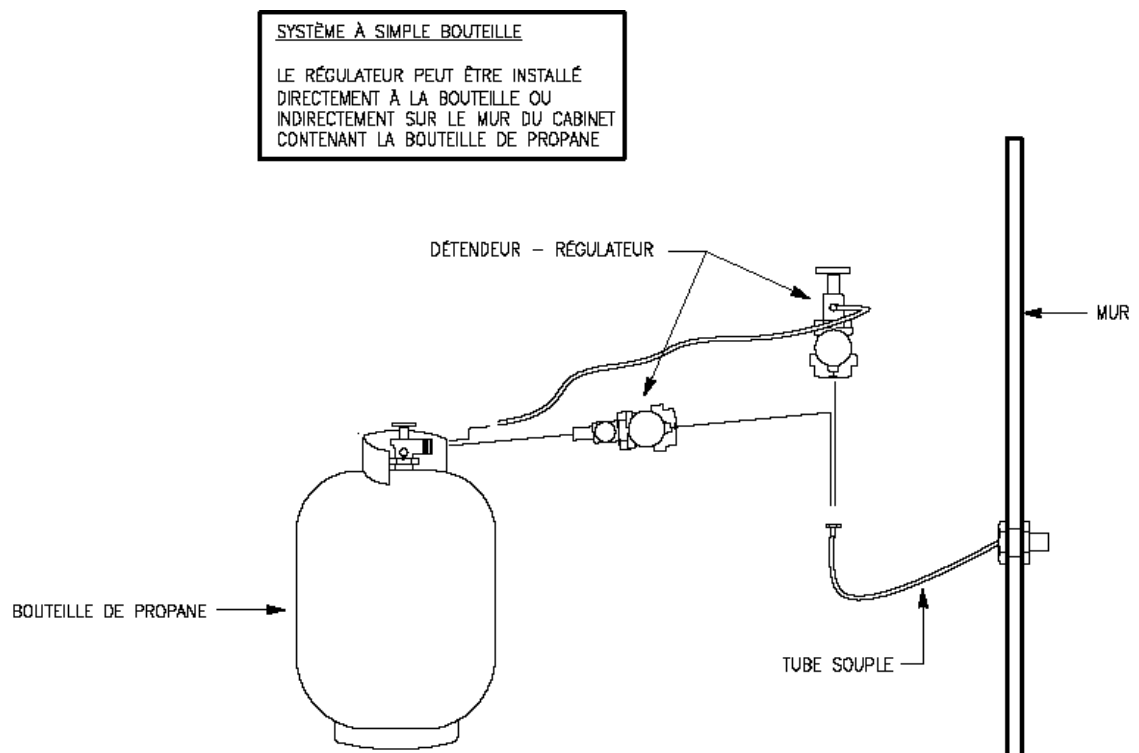 SYSTÈME À SIMPLE BOUTEILLE
LE RÉGULATEUR PEUT ÊTRE INSTALLÉ
DIRECTEMENT À LA BOUTEILLE OU
INDIRECTEMENT SUR LE MUR DU CABINET
CONTENANT LA BOUTEILLE DE PROPANE
DÉTENDEUR – RÉGULATEUR
MUR
BOUTEILLE DE PROPANE
TUBE SOUPLE